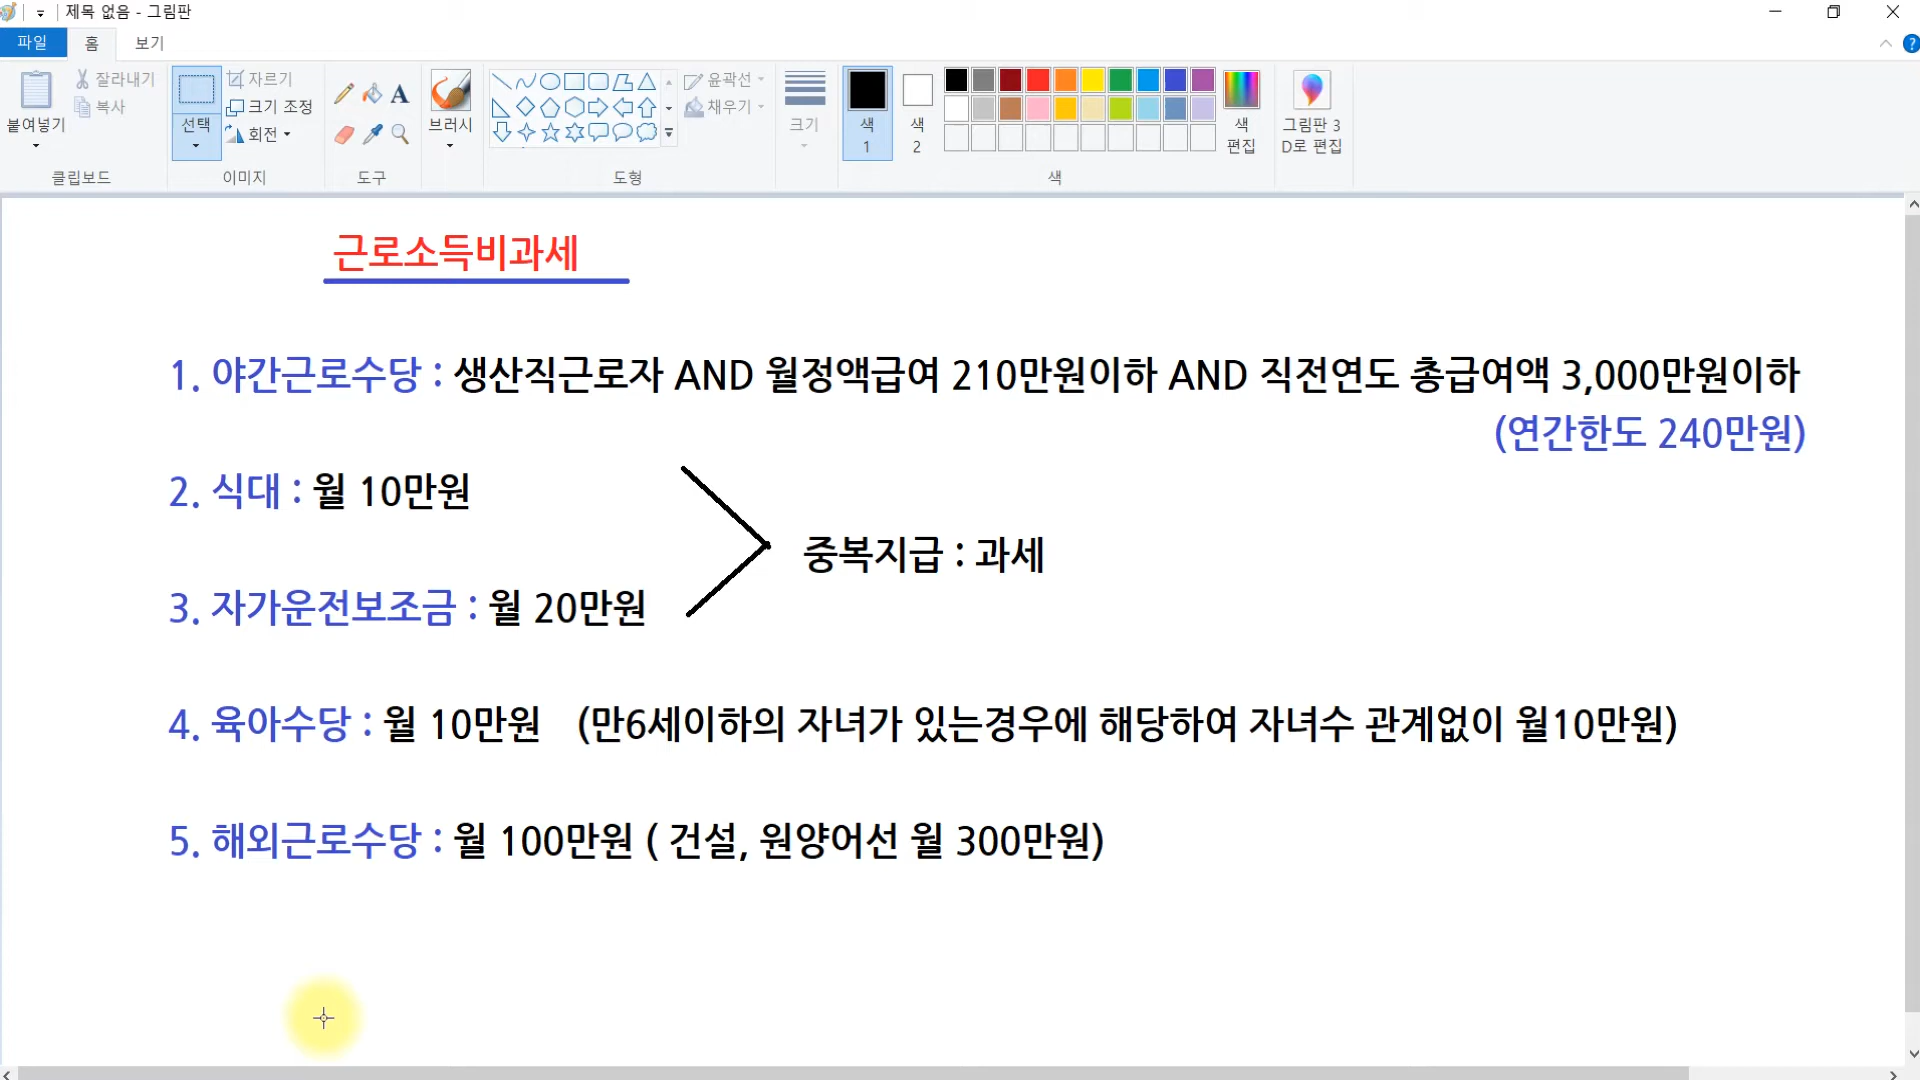 제목 없음 - 그림판
파일 홈 보기
붙여넣기
잘라내기
복사
클립보드
선택
자르기
크기 조정
회전
이미지
A
도구
브러시
윤곽선
채우기
도형
크기
색
1
색
2
색
편집
색
그림판 3
D로 편집
?
근로소득비과세
1. 야간근로수당 : 생산직근로자 AND 월정액급여 210만원이하 AND 직전연도 총급여액 3,000만원이하
(연간한도 240만원)
2. 식대 : 월 10만원
중복지급 : 과세
3. 자가운전보조금 : 월 20만원
4. 육아수당 : 월 10만원 (만6세이하의 자녀가 있는경우에 해당하여 자녀수 관계없이 월10만원)
5. 해외근로수당 : 월 100만원 ( 건설, 원양어선 월 300만원)